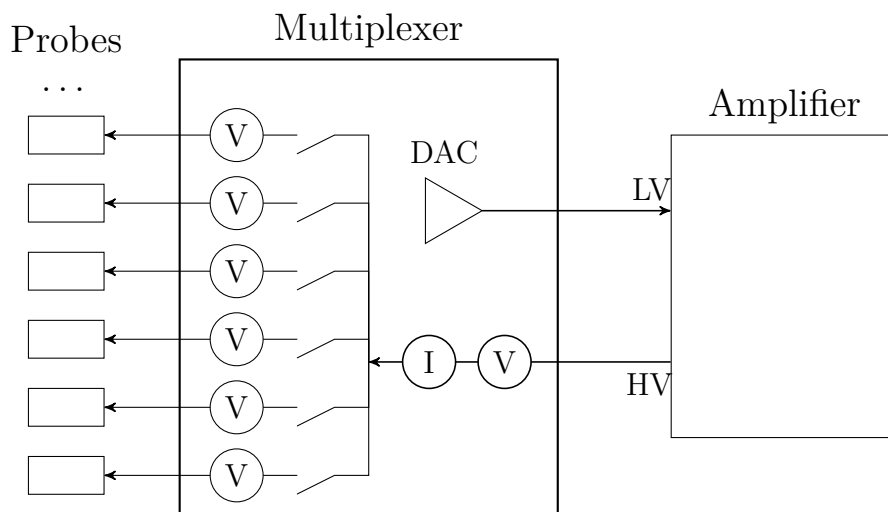 Multiplexer
Probes
...
Amplifier
V
DAC
LV
V
V
V
I
V
HV
V
V